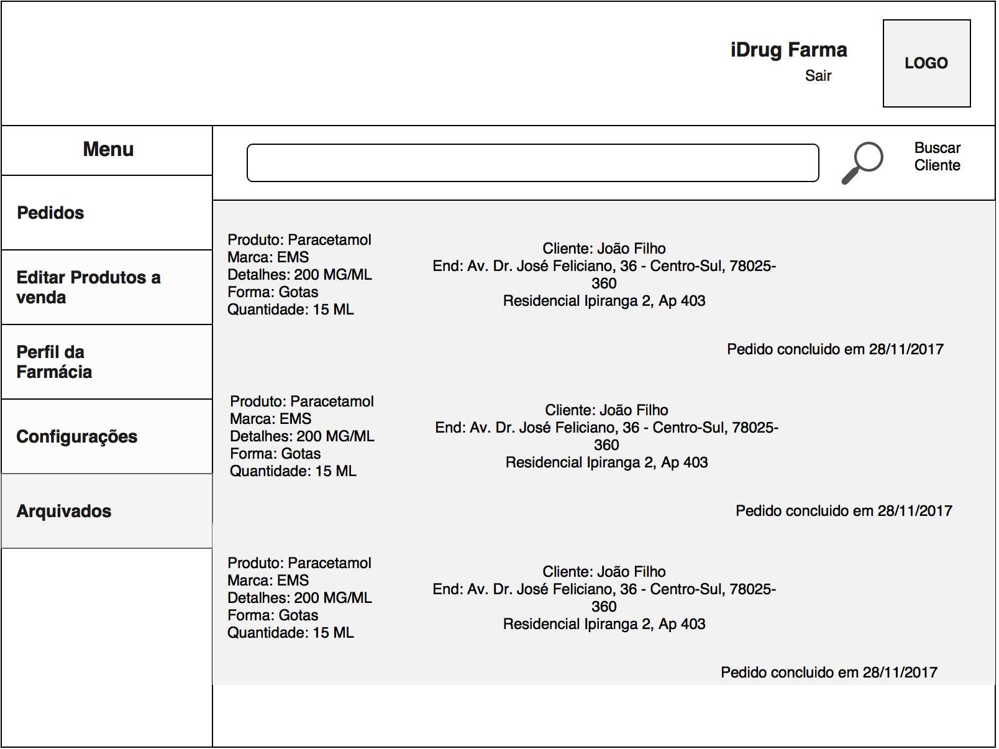 iDrug Farma
Sair
LOGO
Menu
Buscar
Cliente
Pedidos
Editar Produtos a
venda
Perfil da
Farmácia
Configurações
Arquivados
Produto: Paracetamol
Marca: EMS
Detalhes: 200 MG/ML
Forma: Gotas
Quantidade: 15 ML
Cliente: João Filho
End: Av. Dr. José Feliciano, 36 - Centro-Sul, 78025-
360
Residencial Ipiranga 2, Ap 403
Pedido concluido em 28/11/2017
Produto: Paracetamol
Marca: EMS
Detalhes: 200 MG/ML
Forma: Gotas
Quantidade: 15 ML
Cliente: João Filho
End: Av. Dr. José Feliciano, 36 - Centro-Sul, 78025-
360
Residencial Ipiranga 2, Ap 403
Pedido concluido em 28/11/2017
Produto: Paracetamol
Marca: EMS
Detalhes: 200 MG/ML
Forma: Gotas
Quantidade: 15 ML
Cliente: João Filho
End: Av. Dr. José Feliciano, 36 - Centro-Sul, 78025-
360
Residencial Ipiranga 2, Ap 403
Pedido concluido em 28/11/2017